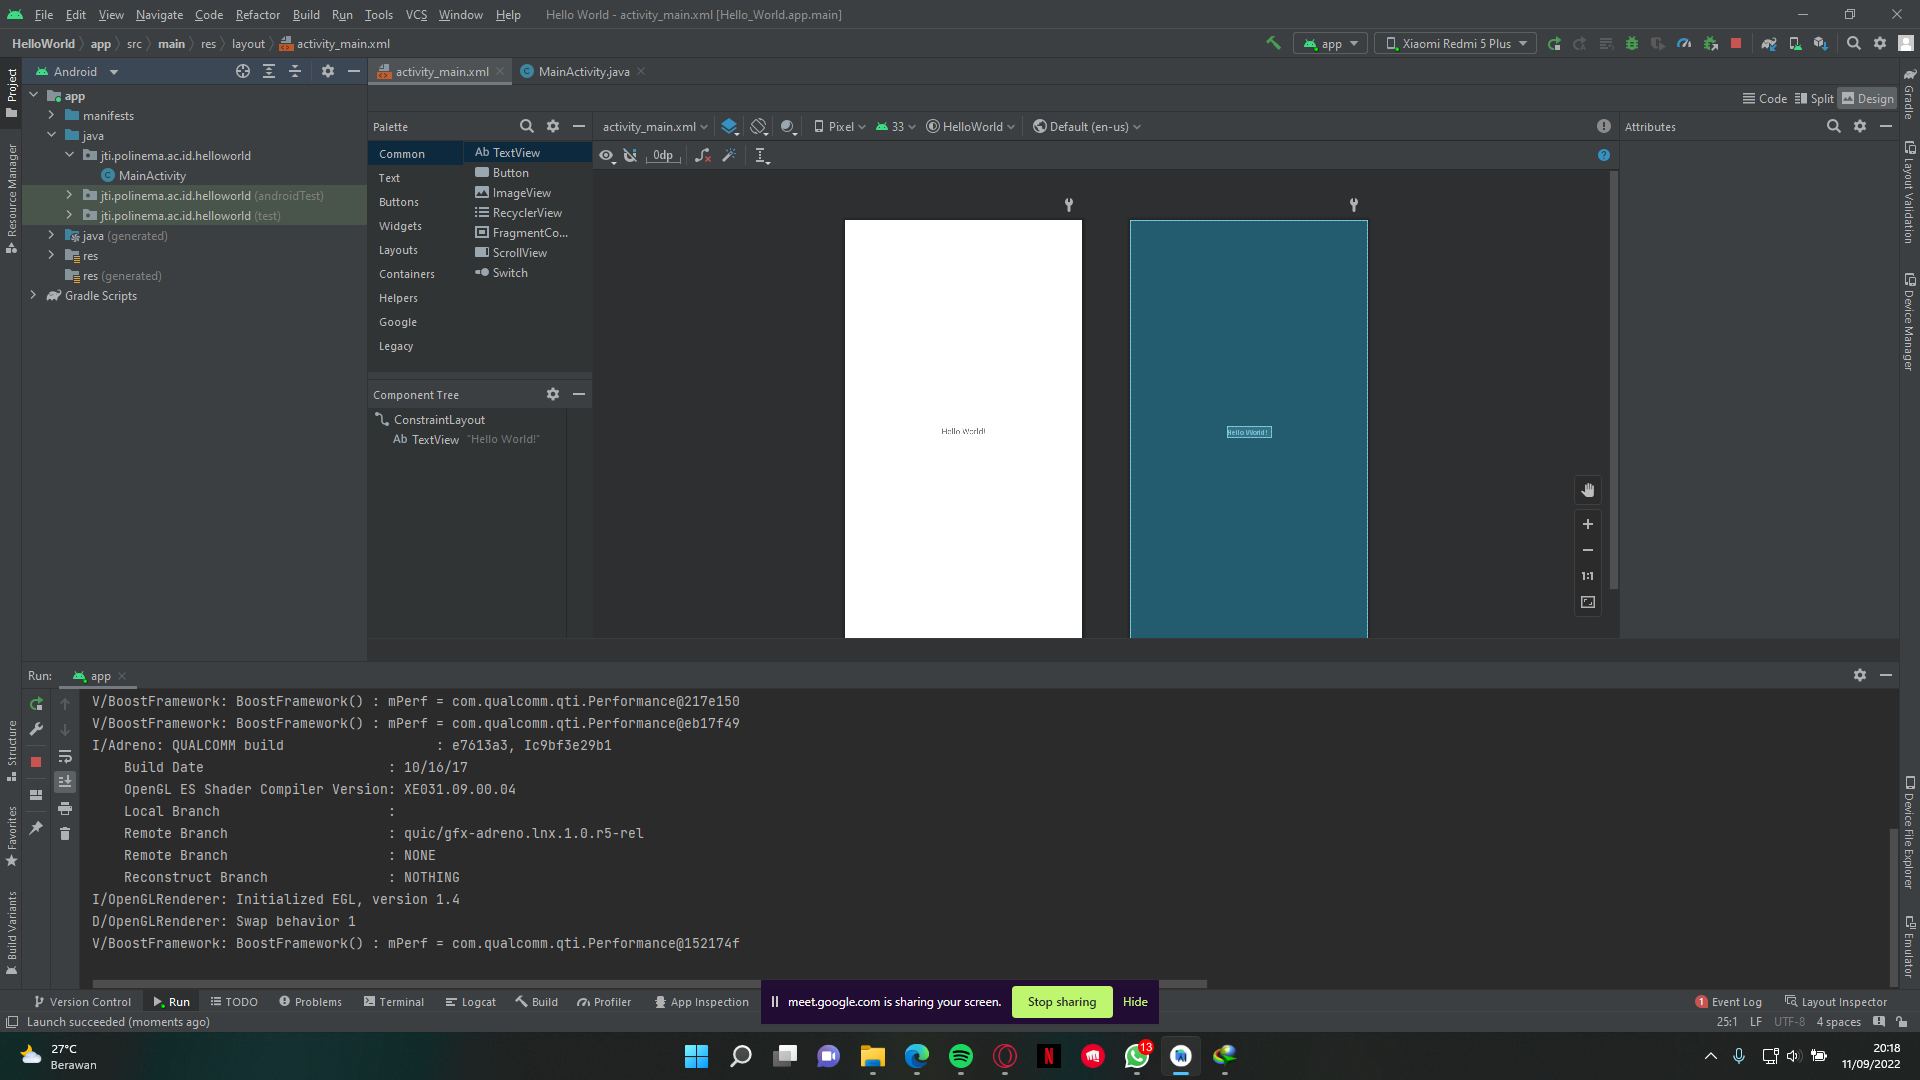 File Edit View Navigate Code Refactor Build Run Tools VCS Window Help Hello World - activity_main.xml [Hello_World.app.main]
HelloWorld app src main res layout activity_main.xml
app Xiaomi Redmi 5 Plus
Android
activity_main.xml MainActivity.java
Code Split Design
Project
Resource Manager
Structure
Favorites
Build Variants
app
manifests
java
jti.polinema.ac.id.helloworld
MainActivity
jti.polinema.ac.id.helloworld (androidTest)
jti.polinema.ac.id.helloworld (test)
java (generated)
res
res (generated)
Gradle Scripts
Palette
Common
Text
Buttons
Widgets
Layouts
Containers
Helpers
Google
Legacy
Ab TextView
Button
ImageView
RecyclerView
FragmentCo...
ScrollView
Switch
Component Tree
ConstraintLayout
Ab TextView "Hello World!"
activity_main.xml Pixel 33 HelloWorld Default (en-us)
0dp
Hello World!
Hello World!
1:1
Attributes
Gradle
Layout Validation
Device Manager
Device File Explorer
Emulator
Run: app
V/BoostFramework: BoostFramework() : mPerf = com.qualcomm.qti.Performance@217e150
V/BoostFramework: BoostFramework() : mPerf = com.qualcomm.qti.Performance@eb17f49
I/Adreno: QUALCOMM build : e7613a3, Ic9bf3e29b1
Build Date : 10/16/17
OpenGL ES Shader Compiler Version: XE031.09.00.04
Local Branch :
Remote Branch : quic/gfx-adreno.lnx.1.0.r5-rel
Remote Branch : NONE
Reconstruct Branch : NOTHING
I/OpenGLRenderer: Initialized EGL, version 1.4
D/OpenGLRenderer: Swap behavior 1
V/BoostFramework: BoostFramework() : mPerf = com.qualcomm.qti.Performance@152174f
Version Control Run TODO Problems Terminal Logcat Build Profiler App Inspection
meet.google.com is sharing your screen. Stop sharing Hide
1 Event Log Layout Inspector
Launch succeeded (moments ago)
25:1 LF UTF-8 4 spaces
27°C
Berawan
13
20:18
11/09/2022